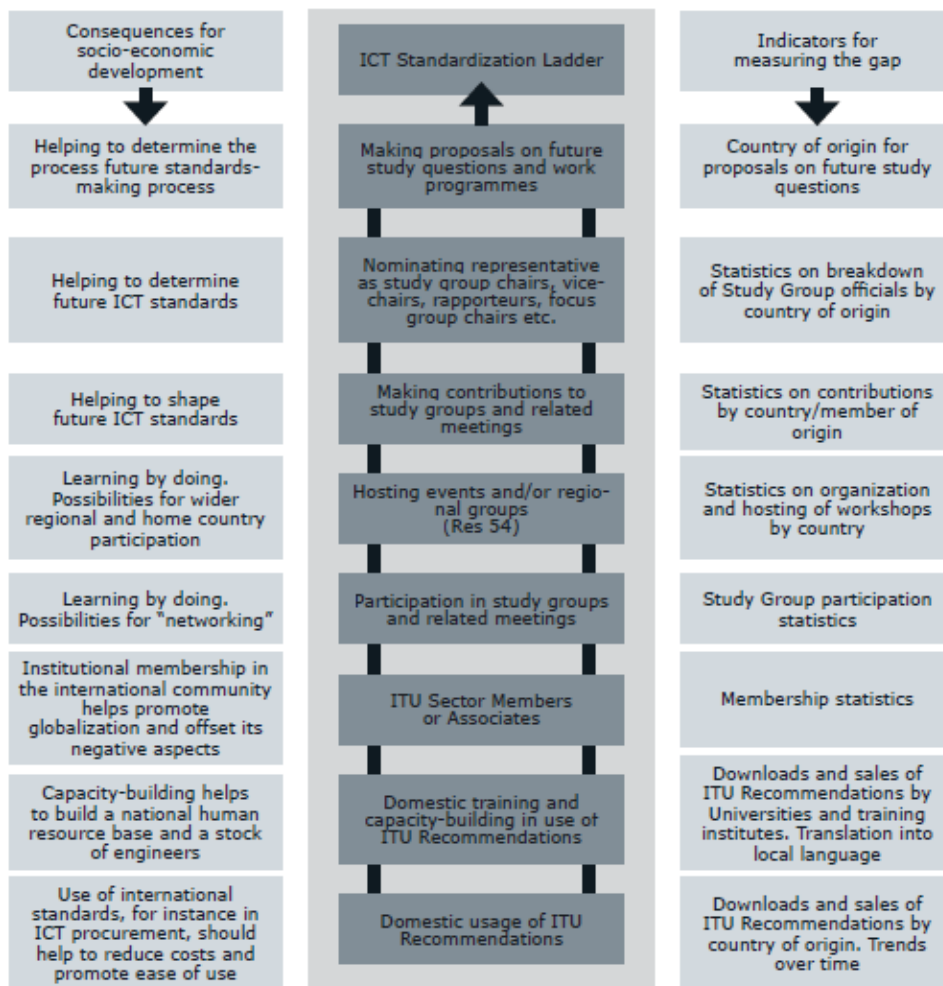 Consequences for
socio-economic
development
ICT Standardization Ladder
Indicators for
measuring the gap
Helping to determine the
process future standards-
making process
Making proposals on future
study questions and work
programmes
Country of origin for
proposals on future study
questions
Helping to determine
future ICT standards
Nominating representative
as study group chairs, vice-
chairs, rapporteurs, focus
group chairs etc.
Statistics on breakdown
of Study Group officials by
country of origin
Helping to shape
future ICT standards
Making contributions to
study groups and related
meetings
Statistics on contributions
by country/member of
origin
Learning by doing.
Possibilities for wider
regional and home country
participation
Hosting events and/or regio-
nal groups
(Res 54)
Statistics on organization
and hosting of workshops
by country
Learning by doing.
Possibilities for “networking”
Participation in study groups
and related meetings
Study Group participation
statistics
Institutional membership in
the international community
helps promote
globalization and offset its
negative aspects
ITU Sector Members
or Associates
Membership statistics
Capacity-building helps
to build a national human
resource base and a stock
of engineers
Domestic training and
capacity-building in use of
ITU Recommendations
Downloads and sales of
ITU Recommendations by
Universities and training
institutes. Translation into
local language
Use of international
standards, for instance in
ICT procurement, should
help to reduce costs and
promote ease of use
Domestic usage of ITU
Recommendations
Downloads and sales of
ITU Recommendations by
country of origin. Trends
over time